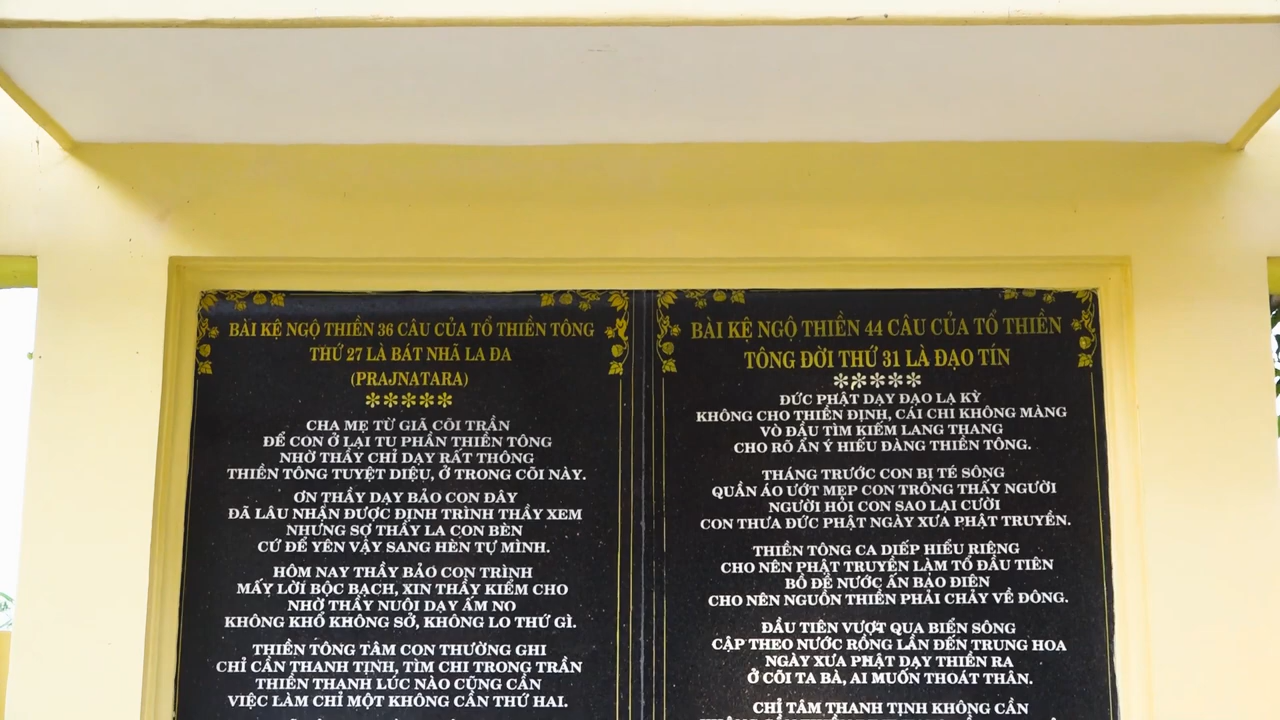 BÀI KỆ NGỘ THIỀN 36 CÂU CỦA TỔ THIỀN TÔNG
THỨ 27 LÀ BÁT NHÃ LA ĐA
(PRAJNATARA)
CHA MẸ TỪ GIÃ CÕI TRẦN
ĐỂ CON Ở LẠI TU PHẦN THIỀN TÔNG
NHỜ THẦY CHỈ DẠY RẤT THÔNG
THIỀN TÔNG TUYỆT DIỆU, Ở TRONG CÕI NÀY.
ƠN THẦY DẠY BẢO CON ĐÂY
ĐÃ LÂU NHẬN ĐƯỢC ĐỊNH TRÌNH THẦY XEM
NHƯNG SỢ THẦY LA CON BÈN
CỨ ĐỂ YÊN VẬY SANG HÈN TỰ MÌNH.
HÔM NAY THẦY BẢO CON TRÌNH
MẤY LỜI BỘC BẠCH, XIN THẦY KIỂM CHO
NHỜ THẦY NUÔI DẠY ẤM NO
KHÔNG KHỔ KHÔNG SỞ, KHÔNG LO THỨ GÌ.
THIỀN TÔNG TÂM CON THƯỜNG GHI
CHỈ CẦN THANH TỊNH, TÌM CHI TRONG TRẦN
THIỀN THANH LÚC NÀO CŨNG CẦN
VIỆC LÀM CHỈ MỘT KHÔNG CẦN THỨ HAI.
BÀI KỆ NGỘ THIỀN 44 CÂU CỦA TỔ THIỀN
TÔNG ĐỜI THỨ 31 LÀ ĐẠO TÍN
ĐỨC PHẬT DẠY ĐẠO LẠ KỲ
KHÔNG CHO THIỀN ĐỊNH, CÁI CHI KHÔNG MÀNG
VÒ ĐẦU TÌM KIẾM LANG THANG
CHO RÕ ẨN Ý HIẾU ĐÀNG THIỀN TÔNG.
THÁNG TRƯỚC CON BỊ TÉ SÔNG
QUẦN ÁO ƯỚT MẸP CON TRÔNG THẤY NGƯỜI
NGƯỜI HỎI CON SAO LẠI CƯỜI
CON THƯA ĐỨC PHẬT NGÀY XƯA PHẬT TRUYỀN.
THIỀN TÔNG CA DIẾP HIỂU RIÊNG
CHO NÊN PHẬT TRUYỀN LÀM TỔ ĐẦU TIÊN
BỒ ĐỀ NƯỚC ẤN BẢO ĐIỆN
CHO NÊN NGUỒN THIỀN PHẢI CHẢY VỀ ĐÔNG.
ĐẦU TIÊN VƯỢT QUA BIỂN SÔNG
CẬP THEO NƯỚC RỒNG LẦN ĐẾN TRUNG HOA
NGÀY XƯA PHẬT DẠY THIỀN RA
Ở CÕI TA BÀ, AI MUỐN THOÁT THÂN.
CHỈ TÂM THANH TỊNH KHÔNG CẦN